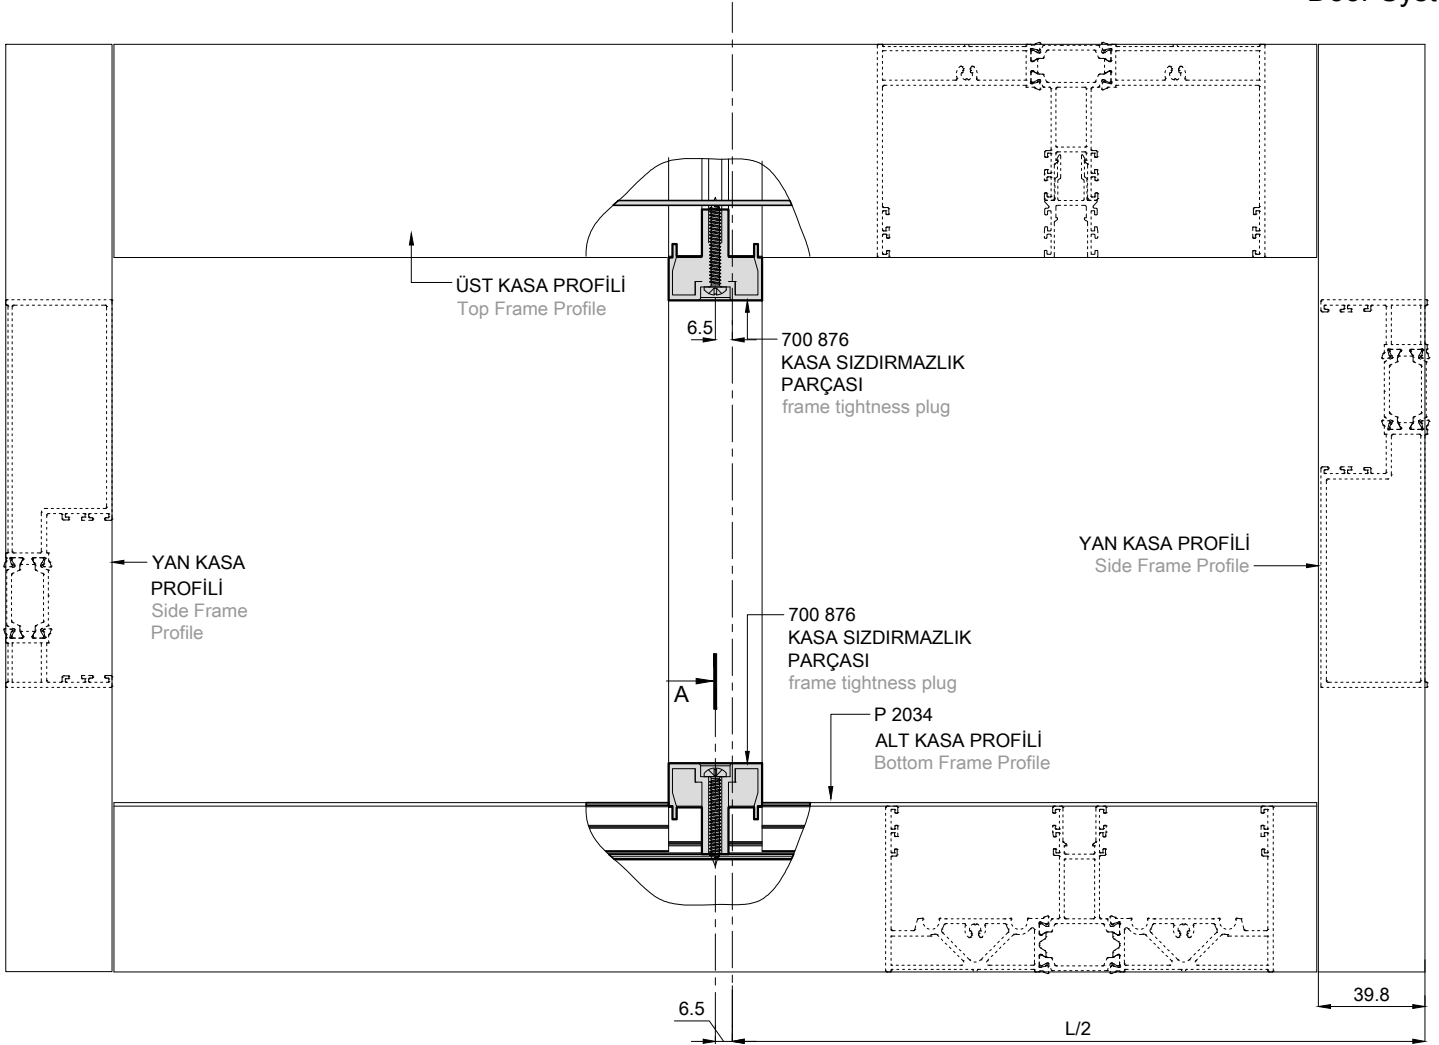 ÜST KASA PROFİLİ
Top Frame Profile
6.5
700 876
KASA SIZDIRMAZLIK
PARÇASI
frame tightness plug
YAN KASA
PROFİLİ
Side Frame
Profile
YAN KASA PROFİLİ
Side Frame Profile
700 876
KASA SIZDIRMAZLIK
PARÇASI
frame tightness plug
A
P 2034
ALT KASA PROFİLİ
Bottom Frame Profile
39.8
6.5
L/2